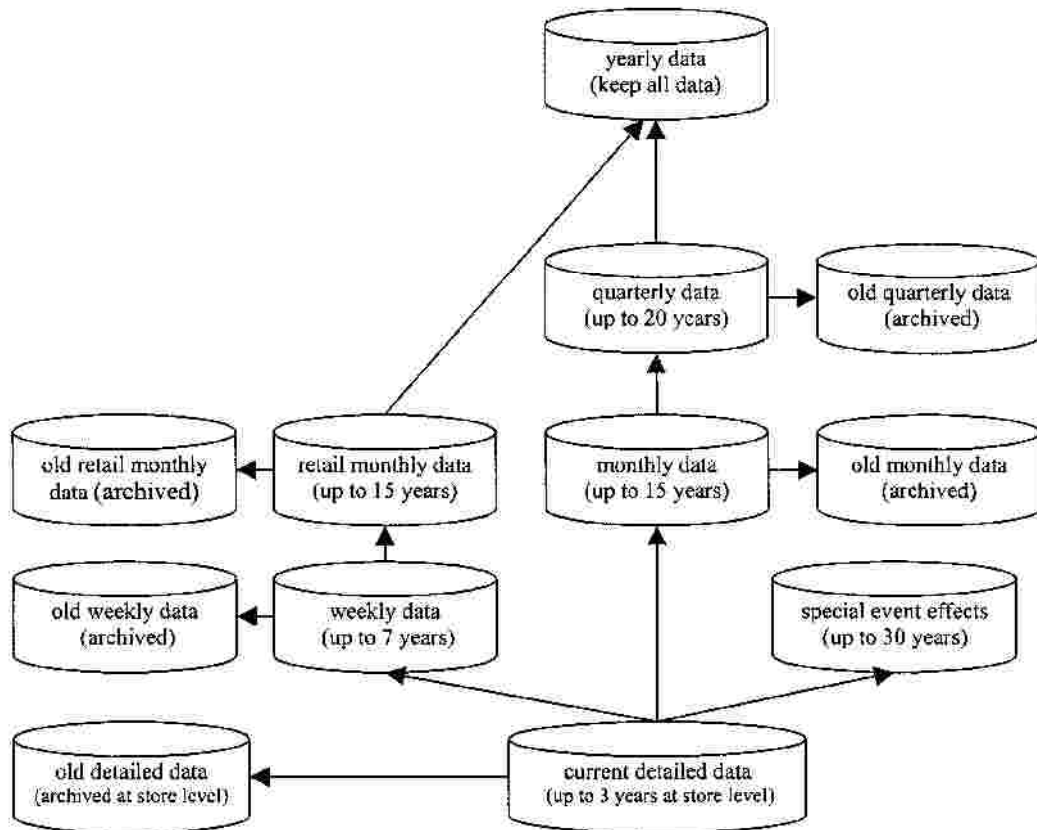 yearly data
(keep all data)
quarterly data
(up to 20 years)
old quarterly data
(archived)
old retail monthly
data (archived)
retail monthly data
(up to 15 years)
monthly data
(up to 15 years)
old monthly data
(archived)
old weekly data
(archived)
weekly data
(up to 7 years)
special event effects
(up to 30 years)
old detailed data
(archived at store level)
current detailed data
(up to 3 years at store level)